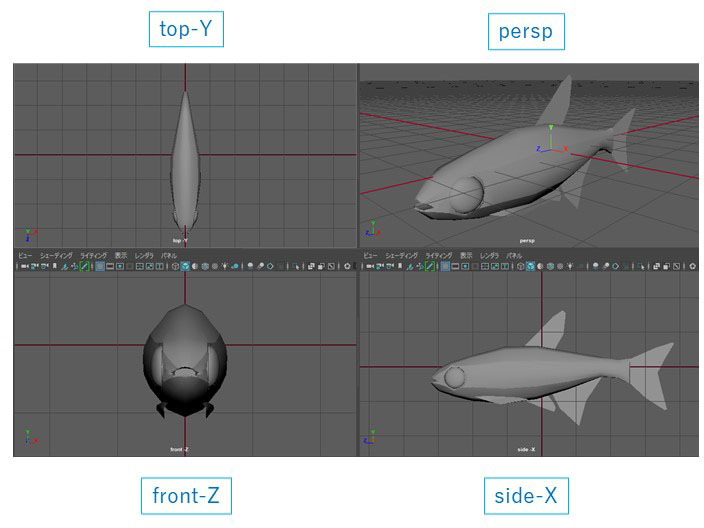 top-Y
persp
top -Y
persp
ビュー シェーディング ライティング 表示 レンダラ パネル
ビュー シェーディング ライティング 表示 レンダラ パネル
front -Z
side -X
front-Z
side-X